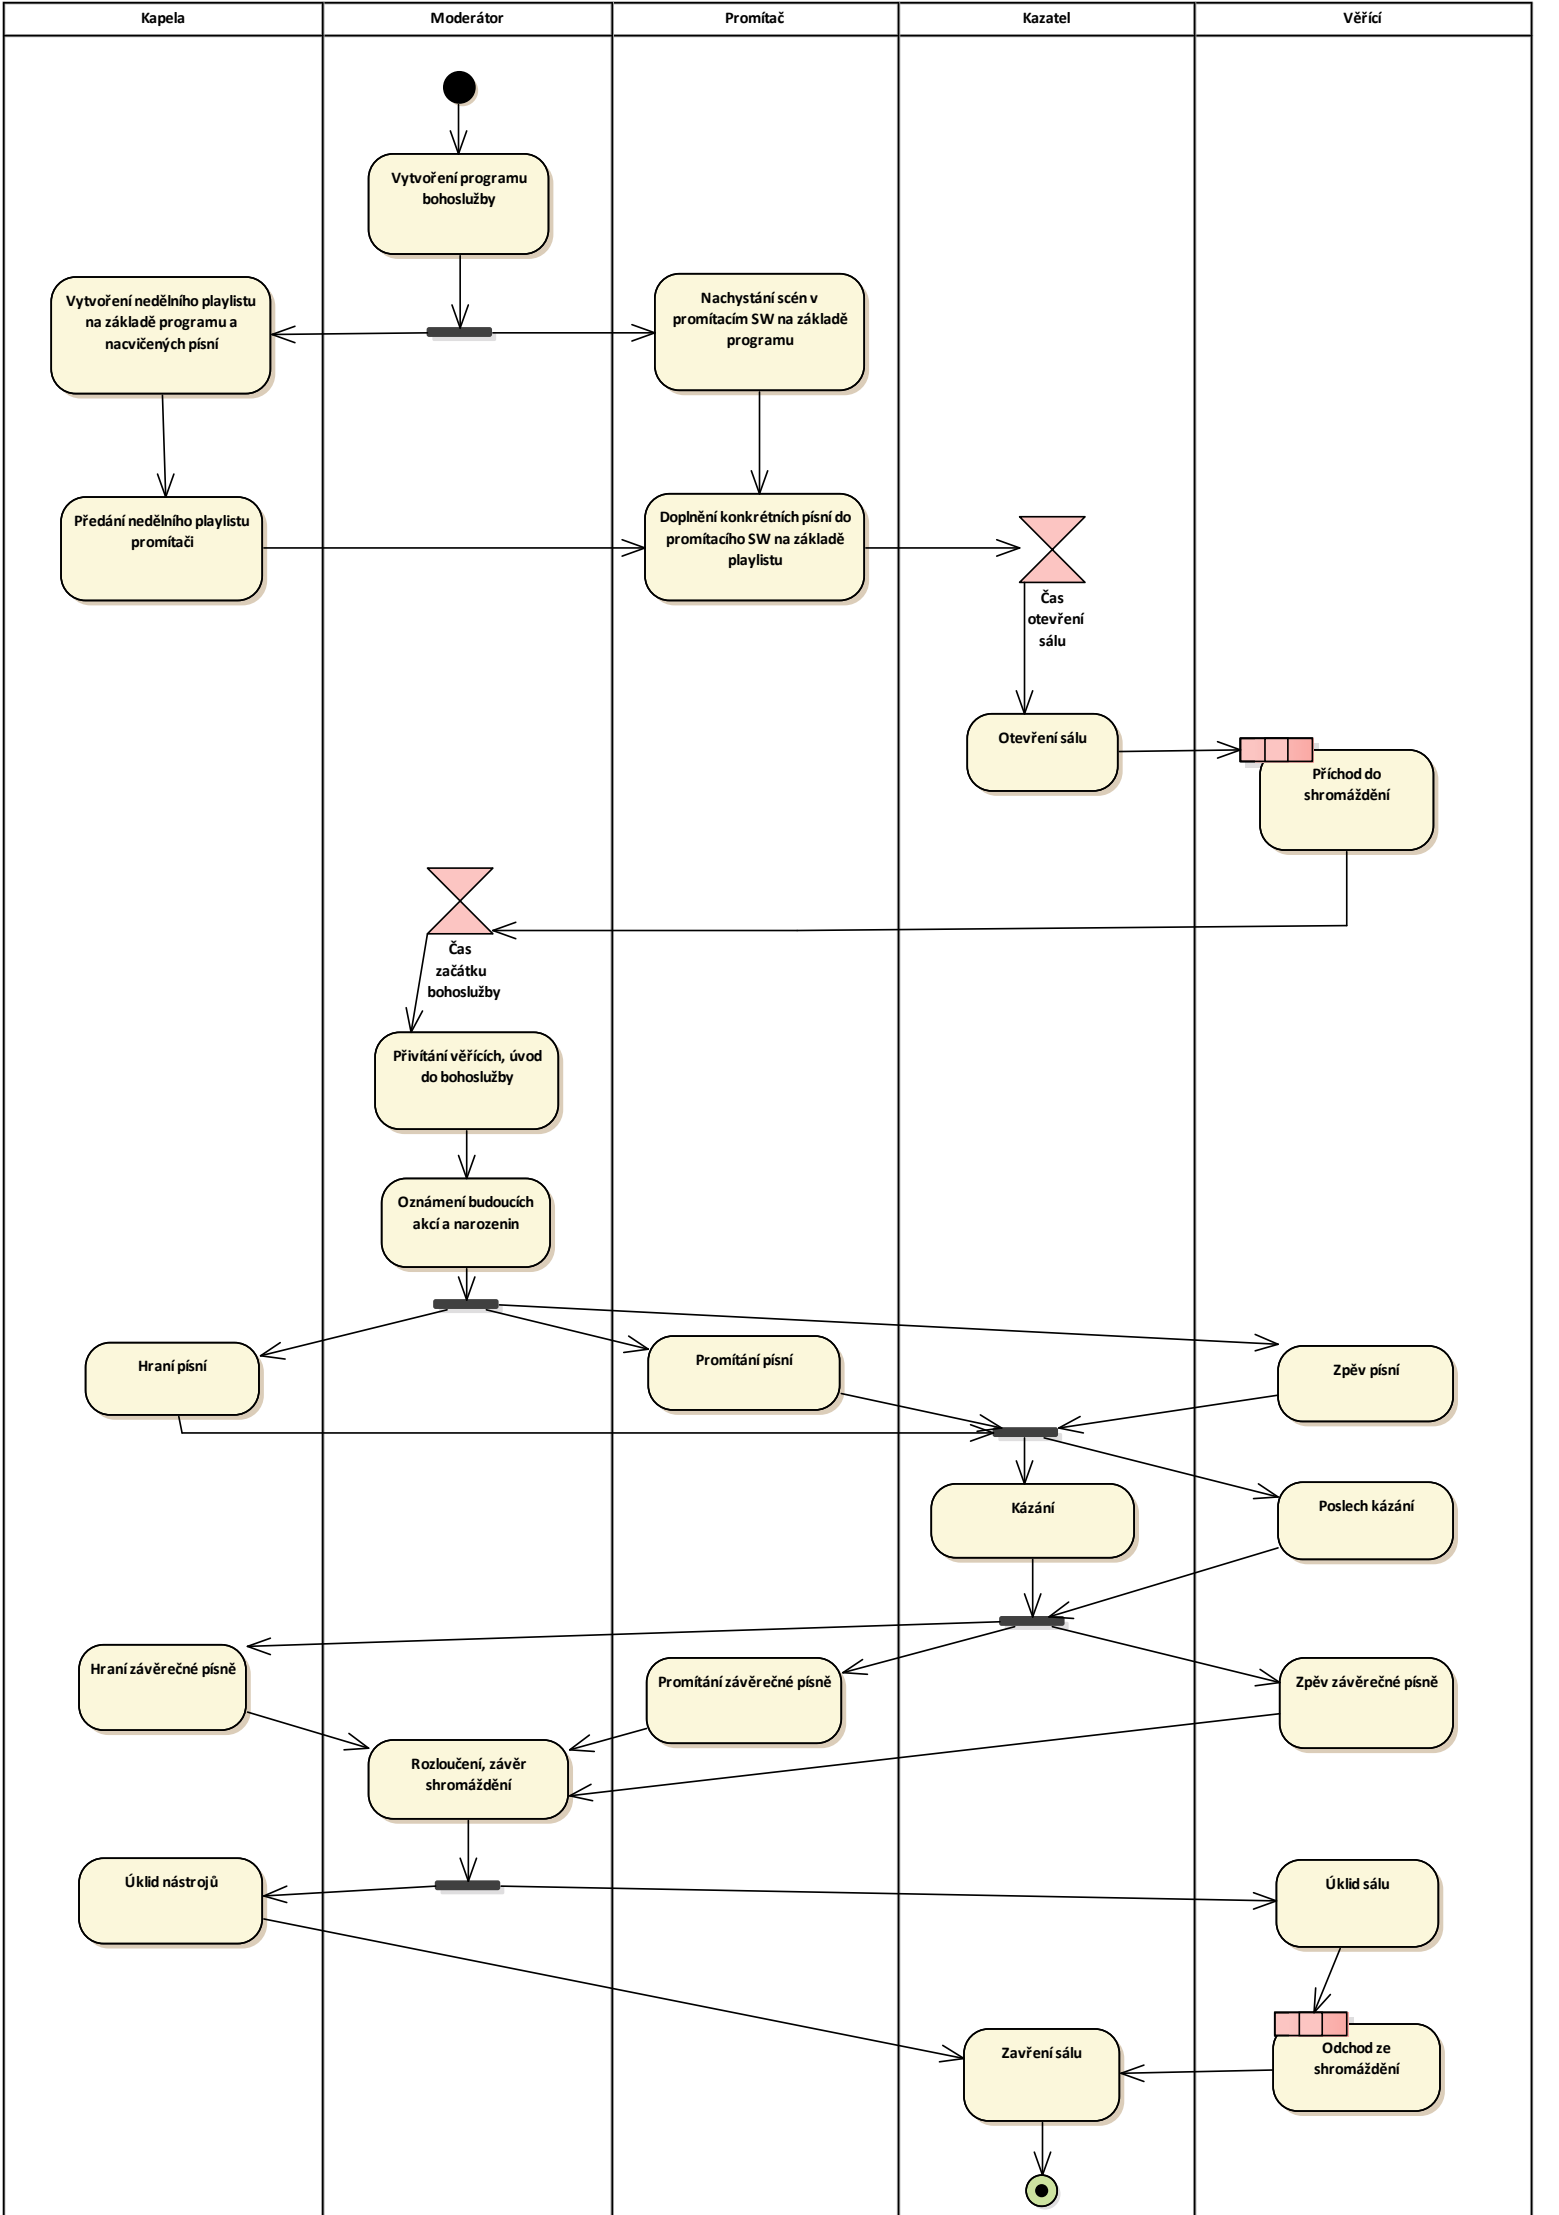 Kapela
Moderátor
Promítač
Kazatel
Věřící
Vytvoření programu
bohoslužby
Vytvoření nedělního playlistu
na základě programu a
nacvičených písní
Nachystání scén v
promítacím SW na základě
programu
Předání nedělního playlistu
promítači
Doplnění konkrétních písní do
promítacího SW na základě
playlistu
Čas
otevření
sálu
Otevření sálu
Příchod do
shromáždění
Čas
začátku
bohoslužby
Přivítání věřících, úvod
do bohoslužby
Oznámení budoucích
akcí a narozenin
Hraní písní
Promítání písní
Zpěv písní
Kázání
Poslech kázání
Hraní závěrečné písně
Promítání závěrečné písně
Zpěv závěrečné písně
Rozloučení, závěr
shromáždění
Úklid nástrojů
Úklid sálu
Zavření sálu
Odchod ze
shromáždění